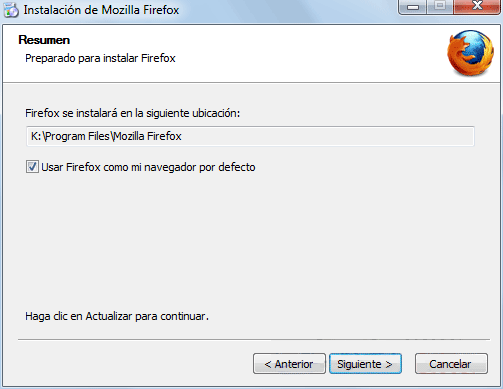 Instalación de Mozilla Firefox
Resumen
Preparado para instalar Firefox
Firefox se instalará en la siguiente ubicación:
K:\Program Files\Mozilla Firefox
Usar Firefox como mi navegador por defecto
Haga clic en Actualizar para continuar.
< Anterior
Siguiente >
Cancelar